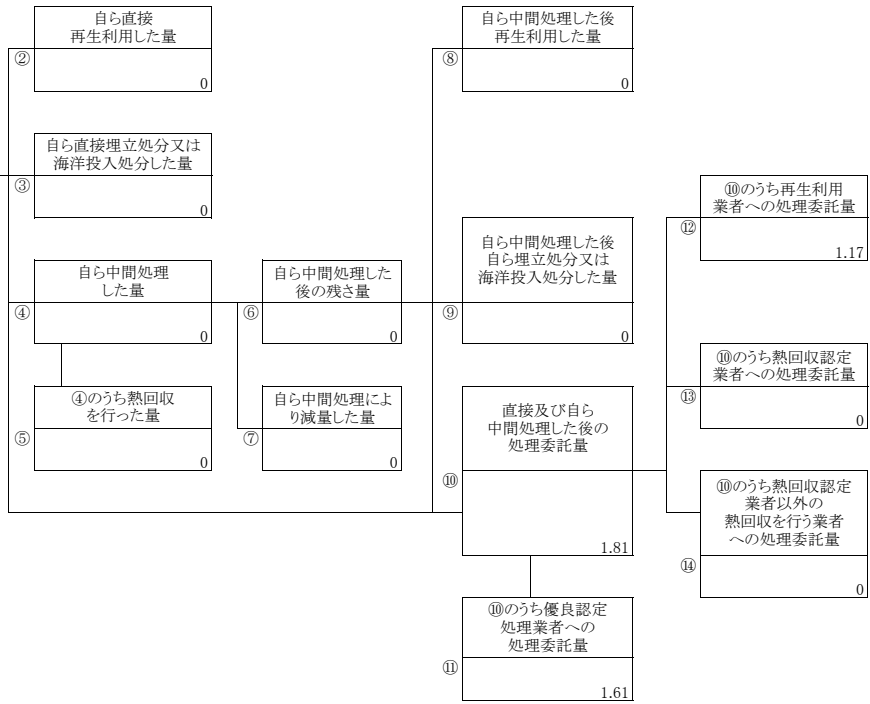 自ら直接
再生利用した量
②
0
自ら直接埋立処分又は
海洋投入処分した量
③
0
自ら中間処理
した量
④
0
④のうち熱回収
を行った量
⑤
0
自ら中間処理した
後の残さ量
⑥
0
自ら中間処理によ
り減量した量
⑦
0
自ら中間処理した後
再生利用した量
⑧
0
自ら中間処理した後
自ら埋立処分又は
海洋投入処分した量
⑨
0
直接及び自ら
中間処理した後の
処理委託量
⑩
1.81
⑩のうち優良認定
処理業者への
処理委託量
⑪
1.61
⑩のうち再生利用
業者への処理委託量
⑫
1.17
⑩のうち熱回収認定
業者への処理委託量
⑬
0
⑩のうち熱回収認定
業者以外の
熱回収を行う業者
への処理委託量
⑭
0